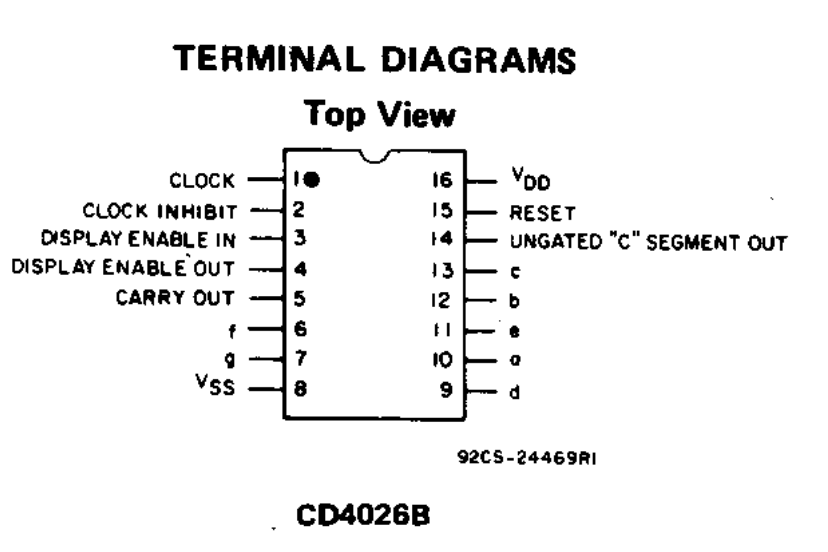 TERMINAL DIAGRAMS
Top View
CLOCK 1 16 VDD
CLOCK INHIBIT 2 15 RESET
DISPLAY ENABLE IN 3 14 UNGATED "C" SEGMENT OUT
DISPLAY ENABLE OUT 4 13 c
CARRY OUT 5 12 b
f 6 11 e
g 7 10 a
VSS 8 9 d
92CS-24469R1
CD4026B